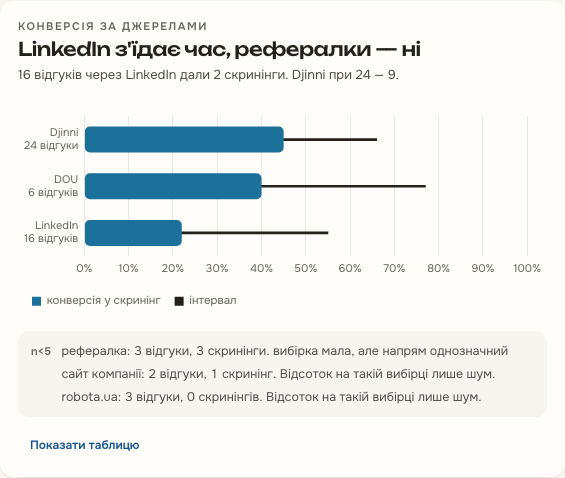 КОНВЕРСІЯ ЗА ДЖЕРЕЛАМИ
LinkedIn з'їдає час, рефералки — ні
16 відгуків через LinkedIn дали 2 скринінги. Djinni при 24 — 9.
Djinni
24 відгуки
DOU
6 відгуків
LinkedIn
16 відгуків
0% 10% 20% 30% 40% 50% 60% 70% 80% 90% 100%
конверсія у скринінг інтервал
n<5 рефералка: 3 відгуки, 3 скринінги. вибірка мала, але напрям однозначний
сайт компанії: 2 відгуки, 1 скринінг. Відсоток на такій вибірці лише шум.
robota.ua: 3 відгуки, 0 скринінгів. Відсоток на такій вибірці лише шум.
Показати таблицю